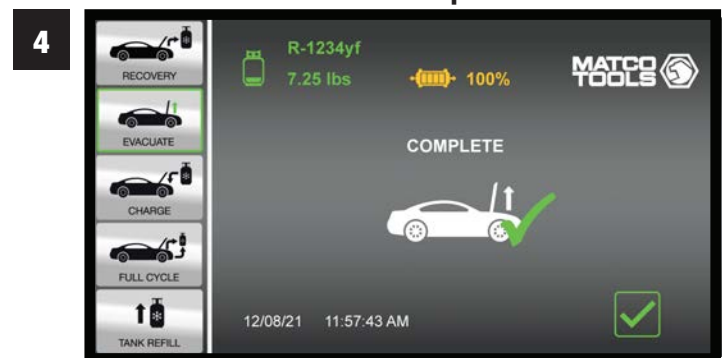 4
RECOVERY
EVACUATE
CHARGE
FULL CYCLE
TANK REFILL
R-1234yf
7.25 lbs
100%
MATCO
TOOLS
COMPLETE
12/08/21 11:57:43 AM